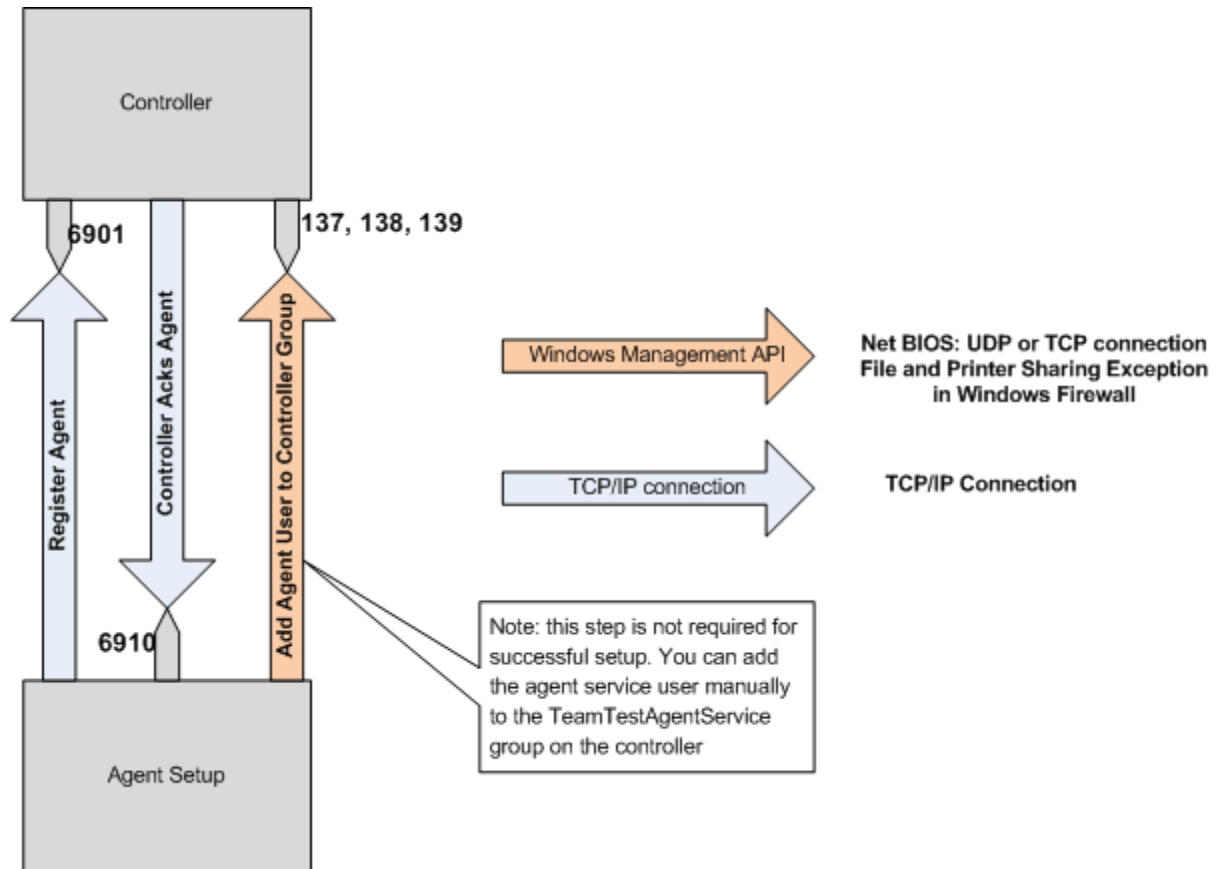 Controller
6901
137, 138, 139
Register Agent
Controller Acks Agent
Add Agent User to Controller Group
6910
Agent Setup
Windows Management API
Net BIOS: UDP or TCP connection
File and Printer Sharing Exception
in Windows Firewall
TCP/IP connection
TCP/IP Connection
Note: this step is not required for
successful setup. You can add
the agent service user manually
to the TeamTestAgentService
group on the controller